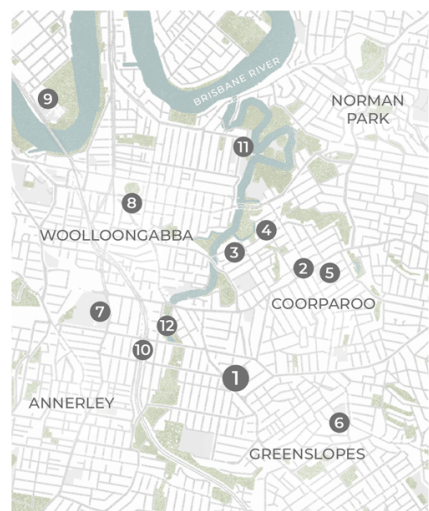 BRISBANE RIVER
9
NORMAN
PARK
11
8
WOOLLOONGABBA
4
3
2
5
COORPAROO
7
12
10
1
ANNERLEY
6
GREENSLOPES